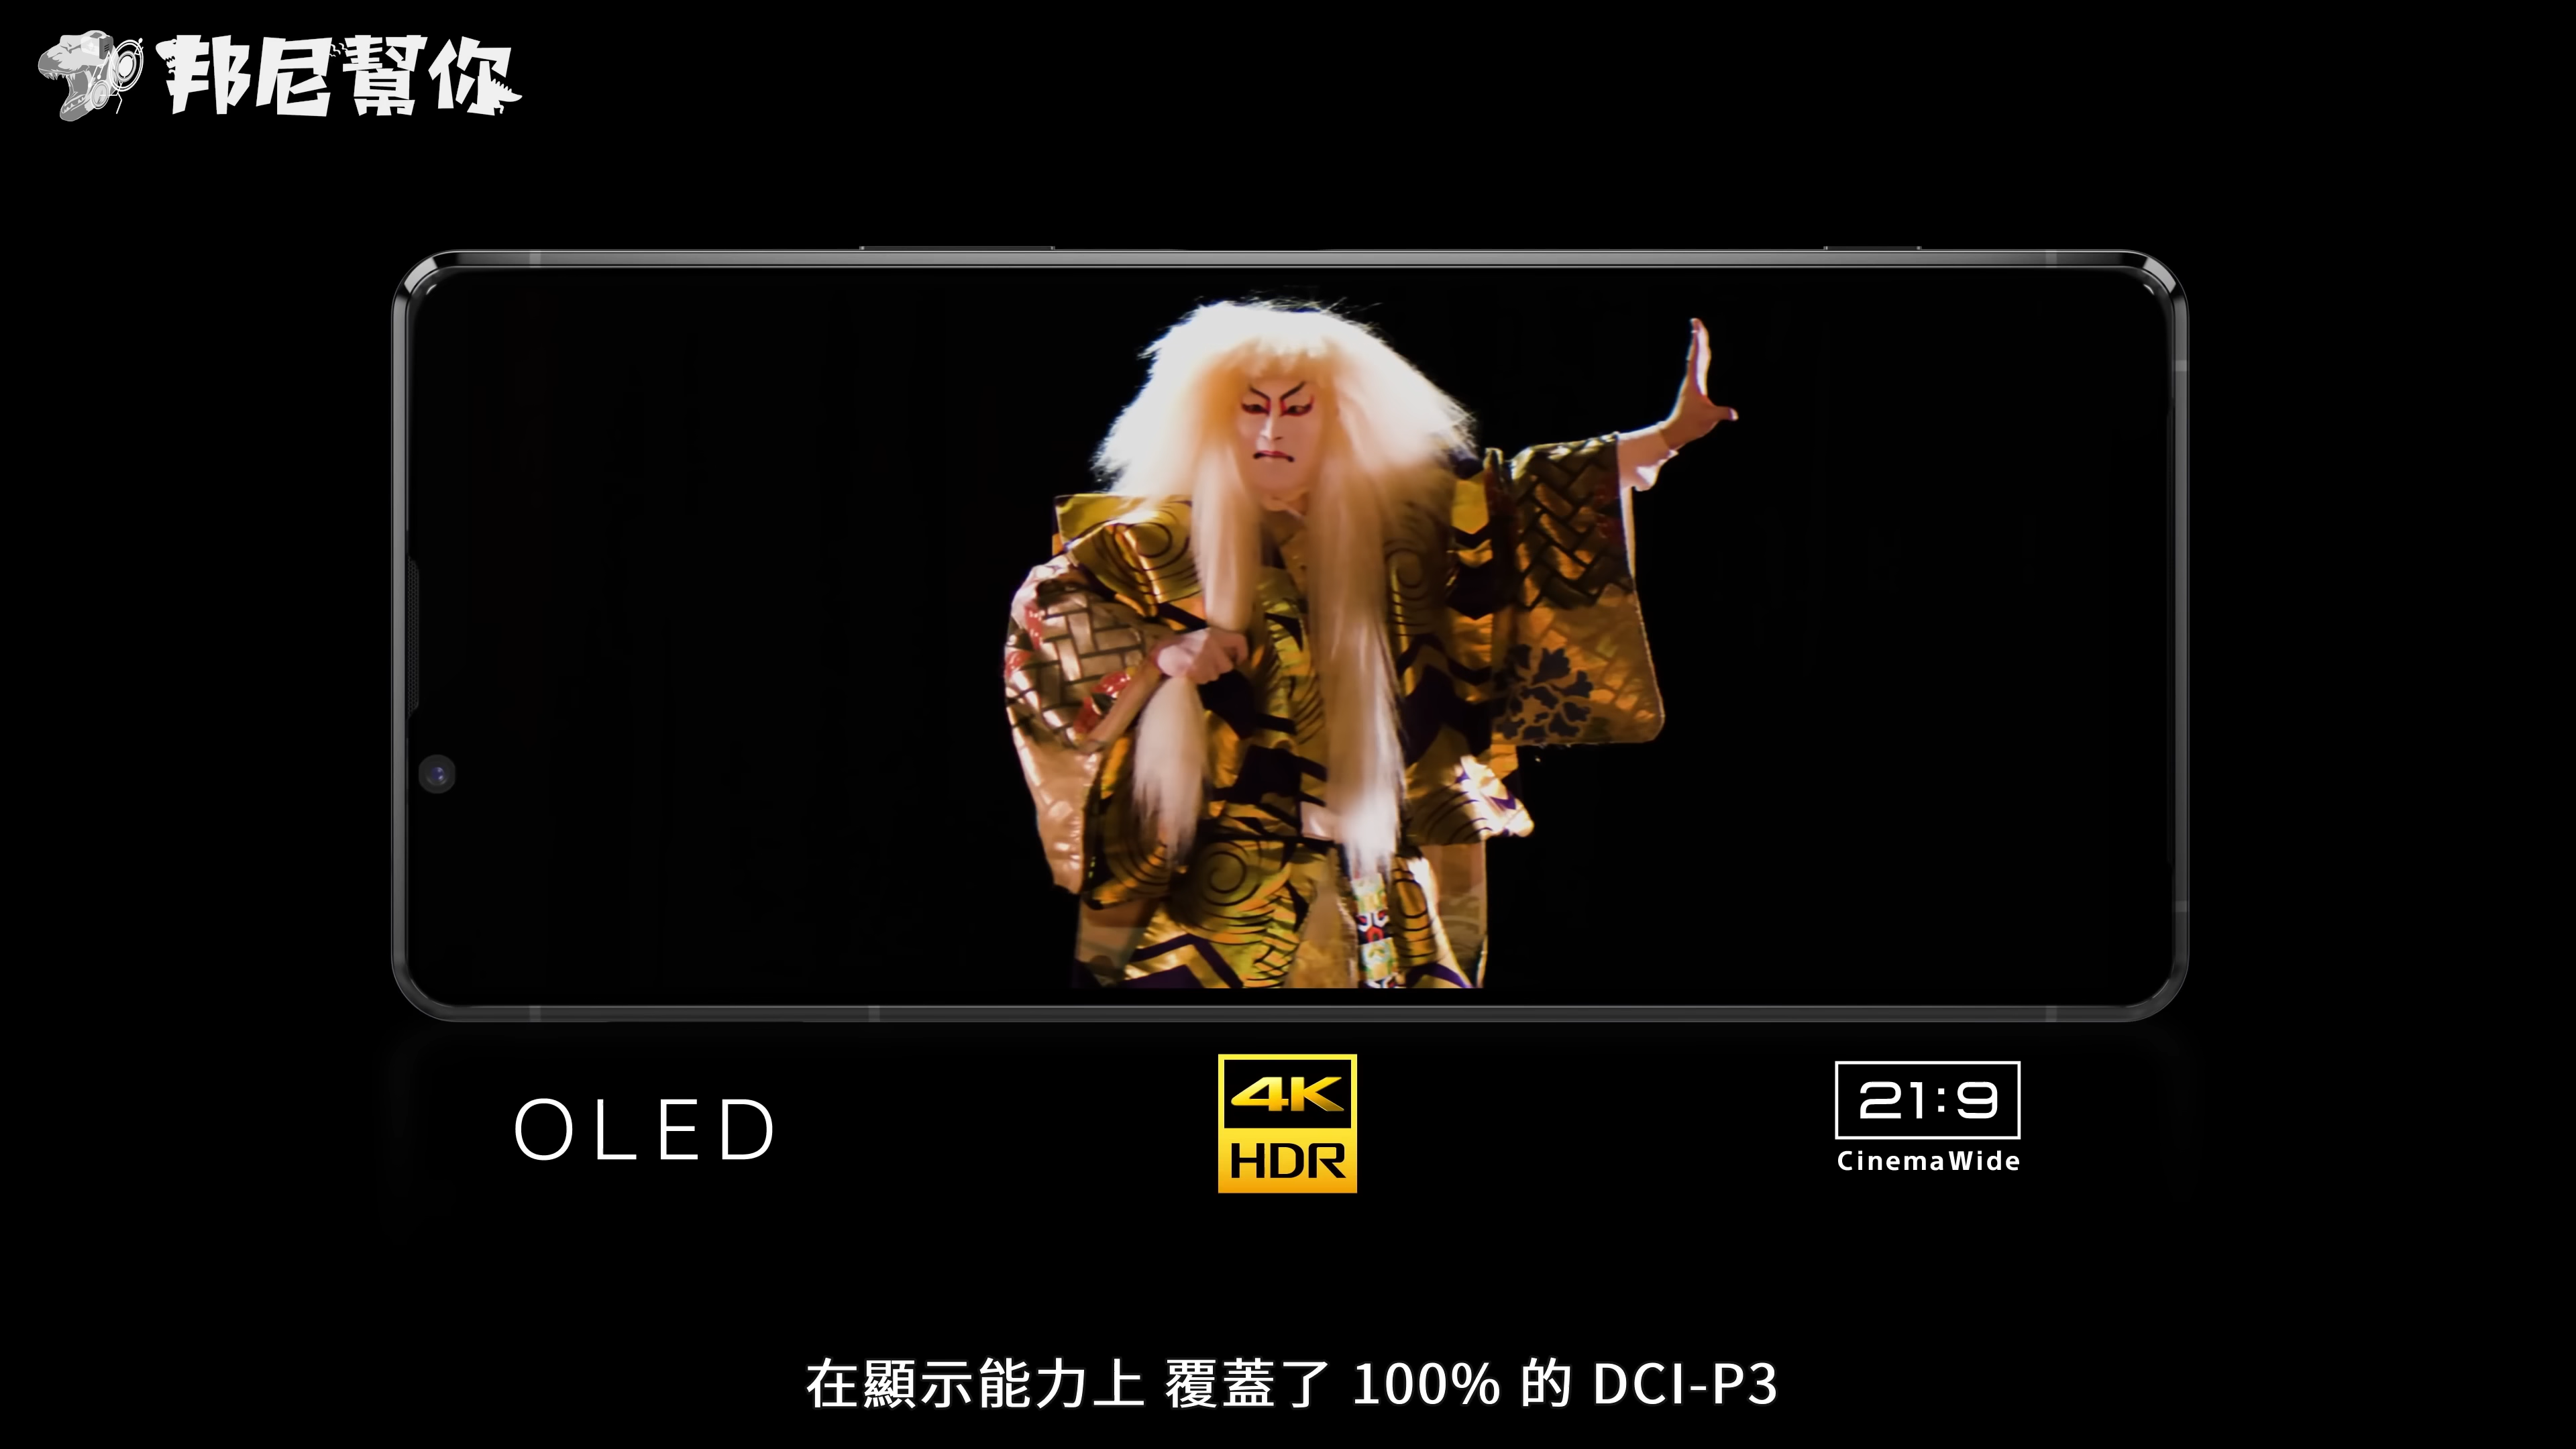 邦尼幫你
OLED
4K
HDR
21:9
CinemaWide
在顯示能力上 覆蓋了 100% 的 DCI-P3